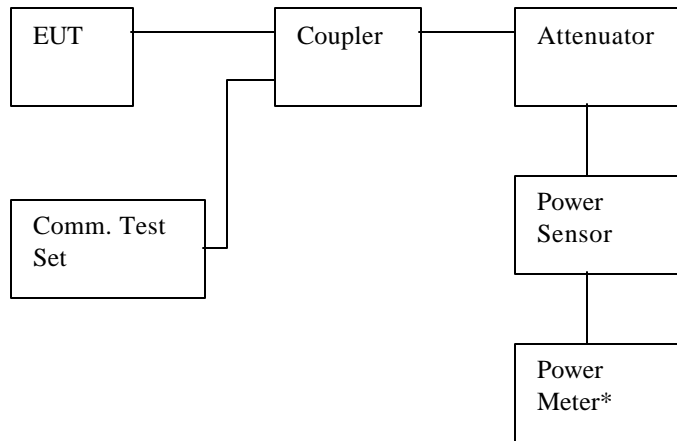 EUT
Coupler
Attenuator
Comm. Test
Set
Power
Sensor
Power
Meter*